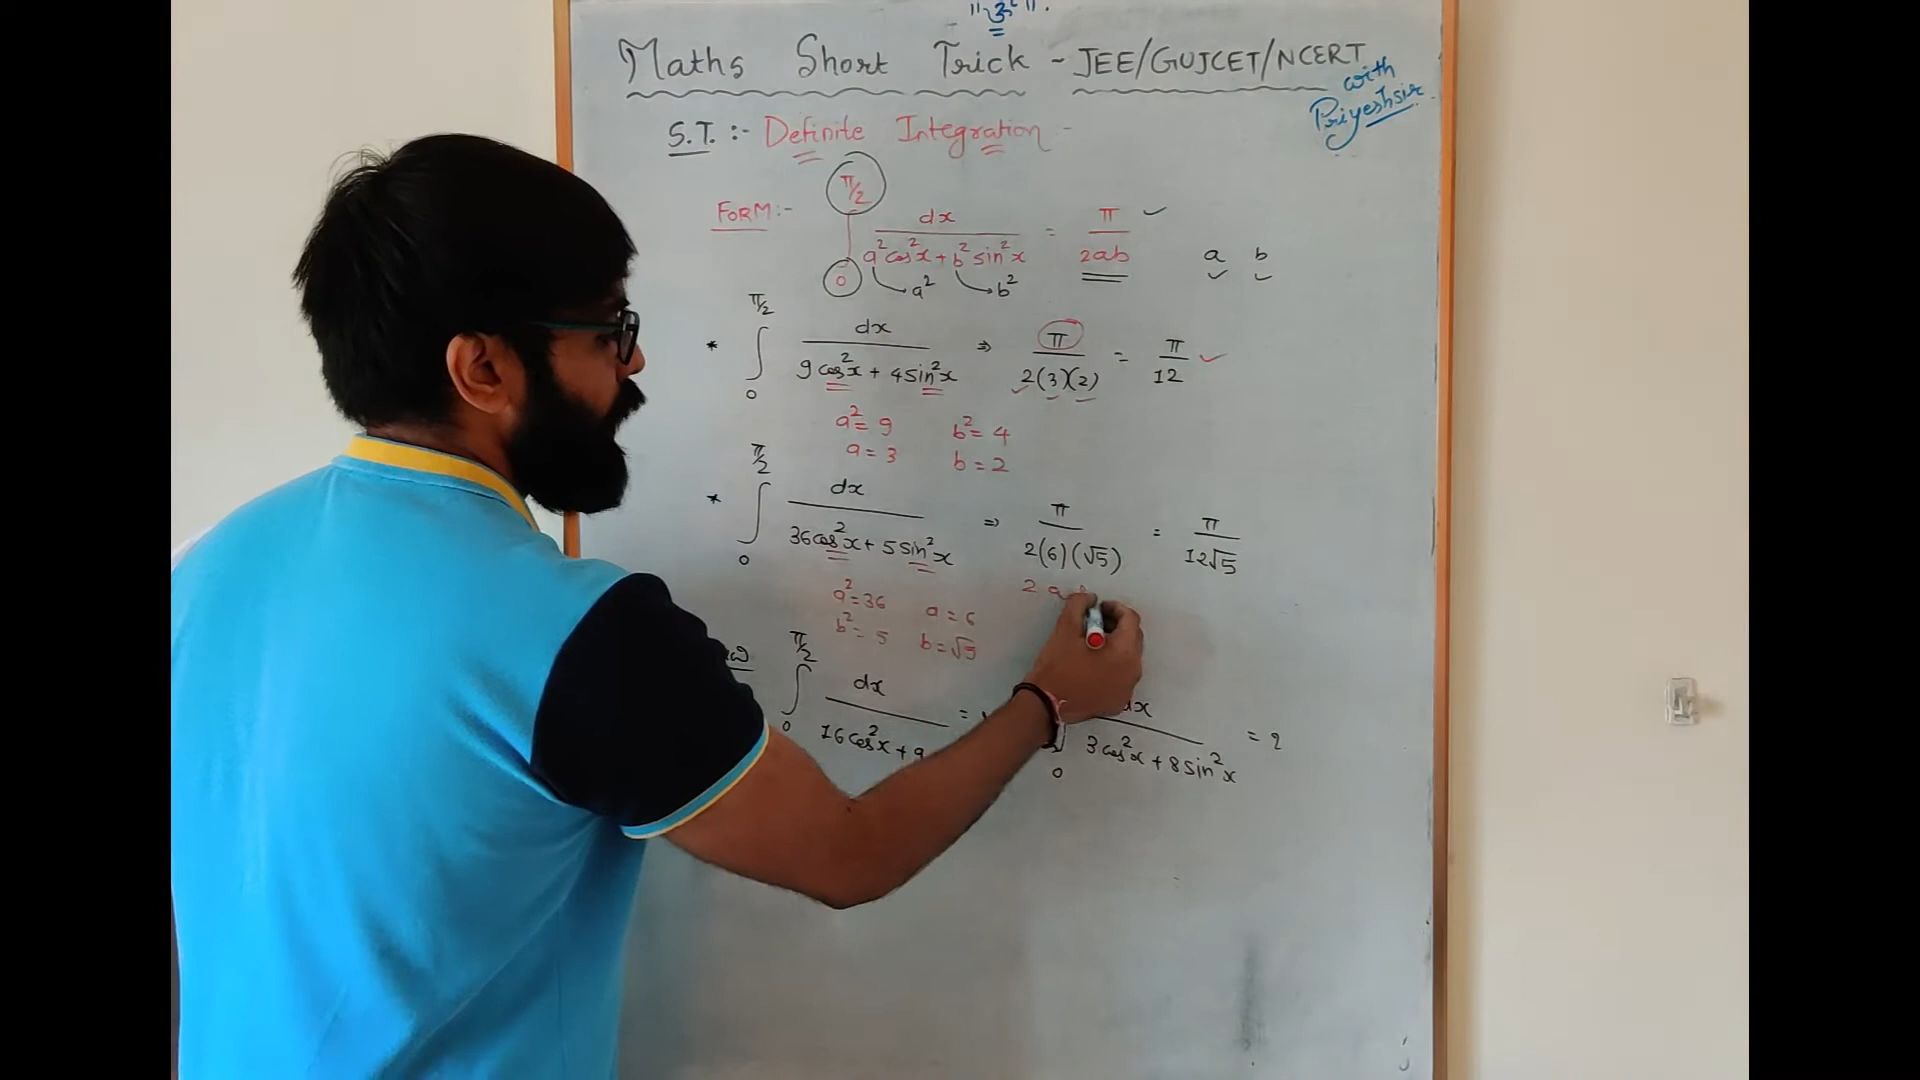 ॥ ॐ ॥
Maths Short Trick - JEE/GUJCET/NCERT
with
Priyeshsir
S.T. :- Definite Integration -
FORM:- ∫₀^(π/2) dx / (a²cos²x + b²sin²x) = π / 2ab ✓
a² b²
a b
* ∫₀^(π/2) dx / (9cos²x + 4sin²x) ⇒ π / 2(3)(2) = π / 12 ✓
a² = 9 b² = 4
a = 3 b = 2
* ∫₀^(π/2) dx / (36cos²x + 5sin²x) ⇒ π / 2(6)(√5) = π / 12√5
2 a
a² = 36 a = 6
b² = 5 b = √5
∫₀^(π/2) dx / 16cos²x + 9 =
dx / (3cos²x + 8sin²x) = ?
0